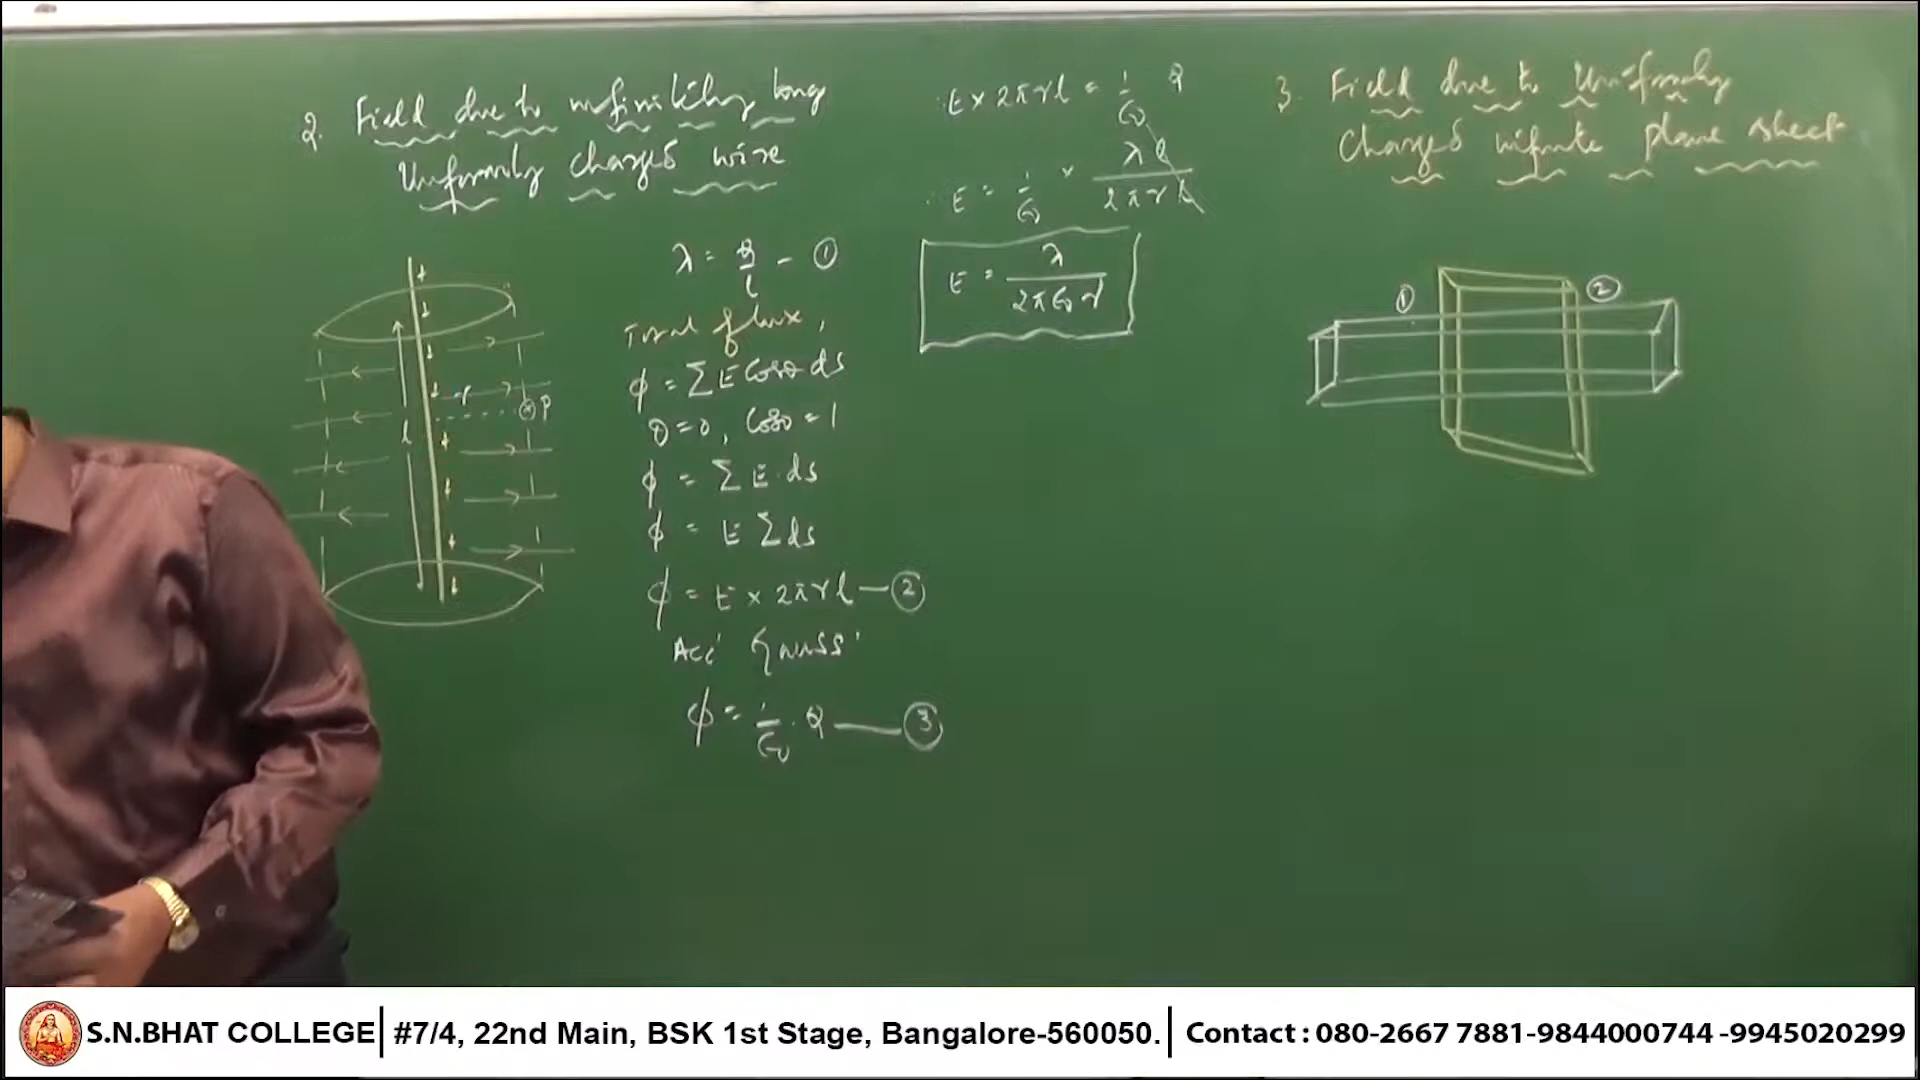 2. Field due to infinitely long
Uniformly charged wire
λ = q/l - ①
Total flux,
ϕ = ∑ E Cosθ ds
θ = 0, Cos0 = 1
ϕ = ∑ E. ds
ϕ = E ∑ ds
ϕ = E × 2πrl — ②
Acc' Gauss'
ϕ = 1/ε₀ . q — ③
l
r
P
E × 2πrl = 1/ε₀ q
E = 1/ε₀ × λl/2πrl
E = λ/2πε₀r
3. Field due to Uniformly
Charged infinite plane sheet
① ②
S.N.BHAT COLLEGE #7/4, 22nd Main, BSK 1st Stage, Bangalore-560050. Contact : 080-2667 7881-9844000744 -9945020299